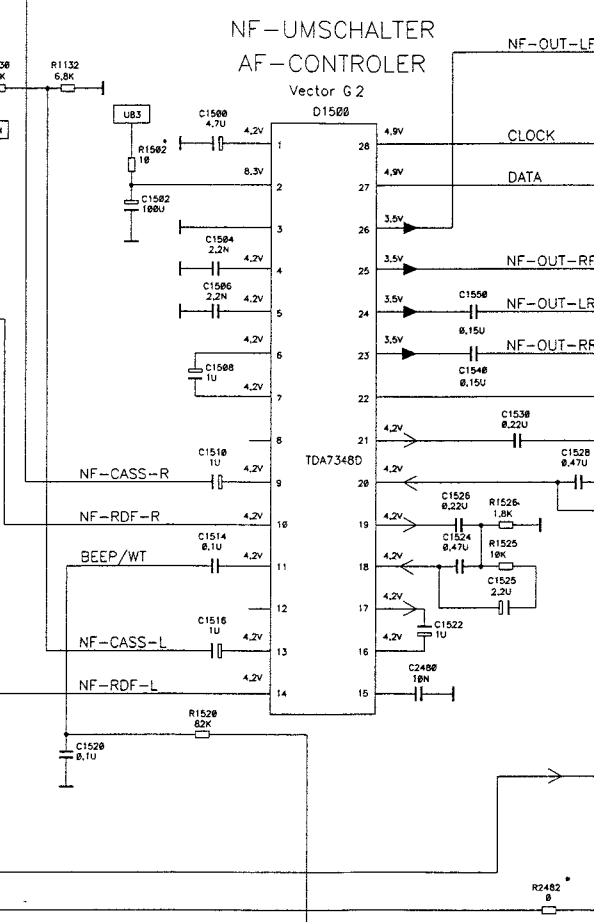 NF-UMSCHALTER
AF-CONTROLER
Vector G2
D1500
NF-OUT-LF
30
K
R1132
6,8K
UB3
R1502*
10
C1502
100U
C1500
4,7U
4,2V
1
28
4,9V
CLOCK
8,3V
2
27
4,9V
DATA
3
26
3,5V
C1504
2,2N
4,2V
4
25
3,5V
NF-OUT-RF
C1506
2,2N
4,2V
5
24
3,5V
C1550
0,15U
NF-OUT-LR
4,2V
6
23
3,5V
C1540
0,15U
NF-OUT-RR
C1508
1U
4,2V
7
22
8
21
4,2V
C1530
0,22U
TDA7348D
NF-CASS-R
C1510
1U
4,2V
9
20
4,2V
C1528
0,47U
NF-RDF-R
4,2V
10
19
4,2V
C1526
0,22U
R1526
1,8K
BEEP/WT
C1514
0,1U
4,2V
11
18
4,2V
C1524
0,47U
R1525
10K
C1525
2,2U
12
17
4,2V
C1522
1U
NF-CASS-L
C1516
1U
4,2V
13
16
4,2V
NF-RDF-L
4,2V
14
15
C2480
10N
R1520
82K
C1520
0,1U
R2482*
0